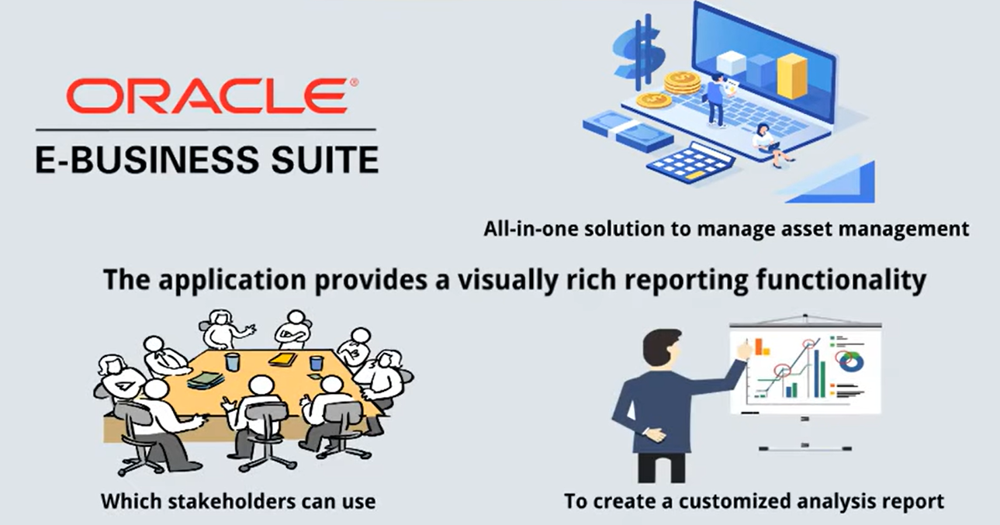 ORACLE®
E-BUSINESS SUITE
All-in-one solution to manage asset management
The application provides a visually rich reporting functionality
Which stakeholders can use
To create a customized analysis report